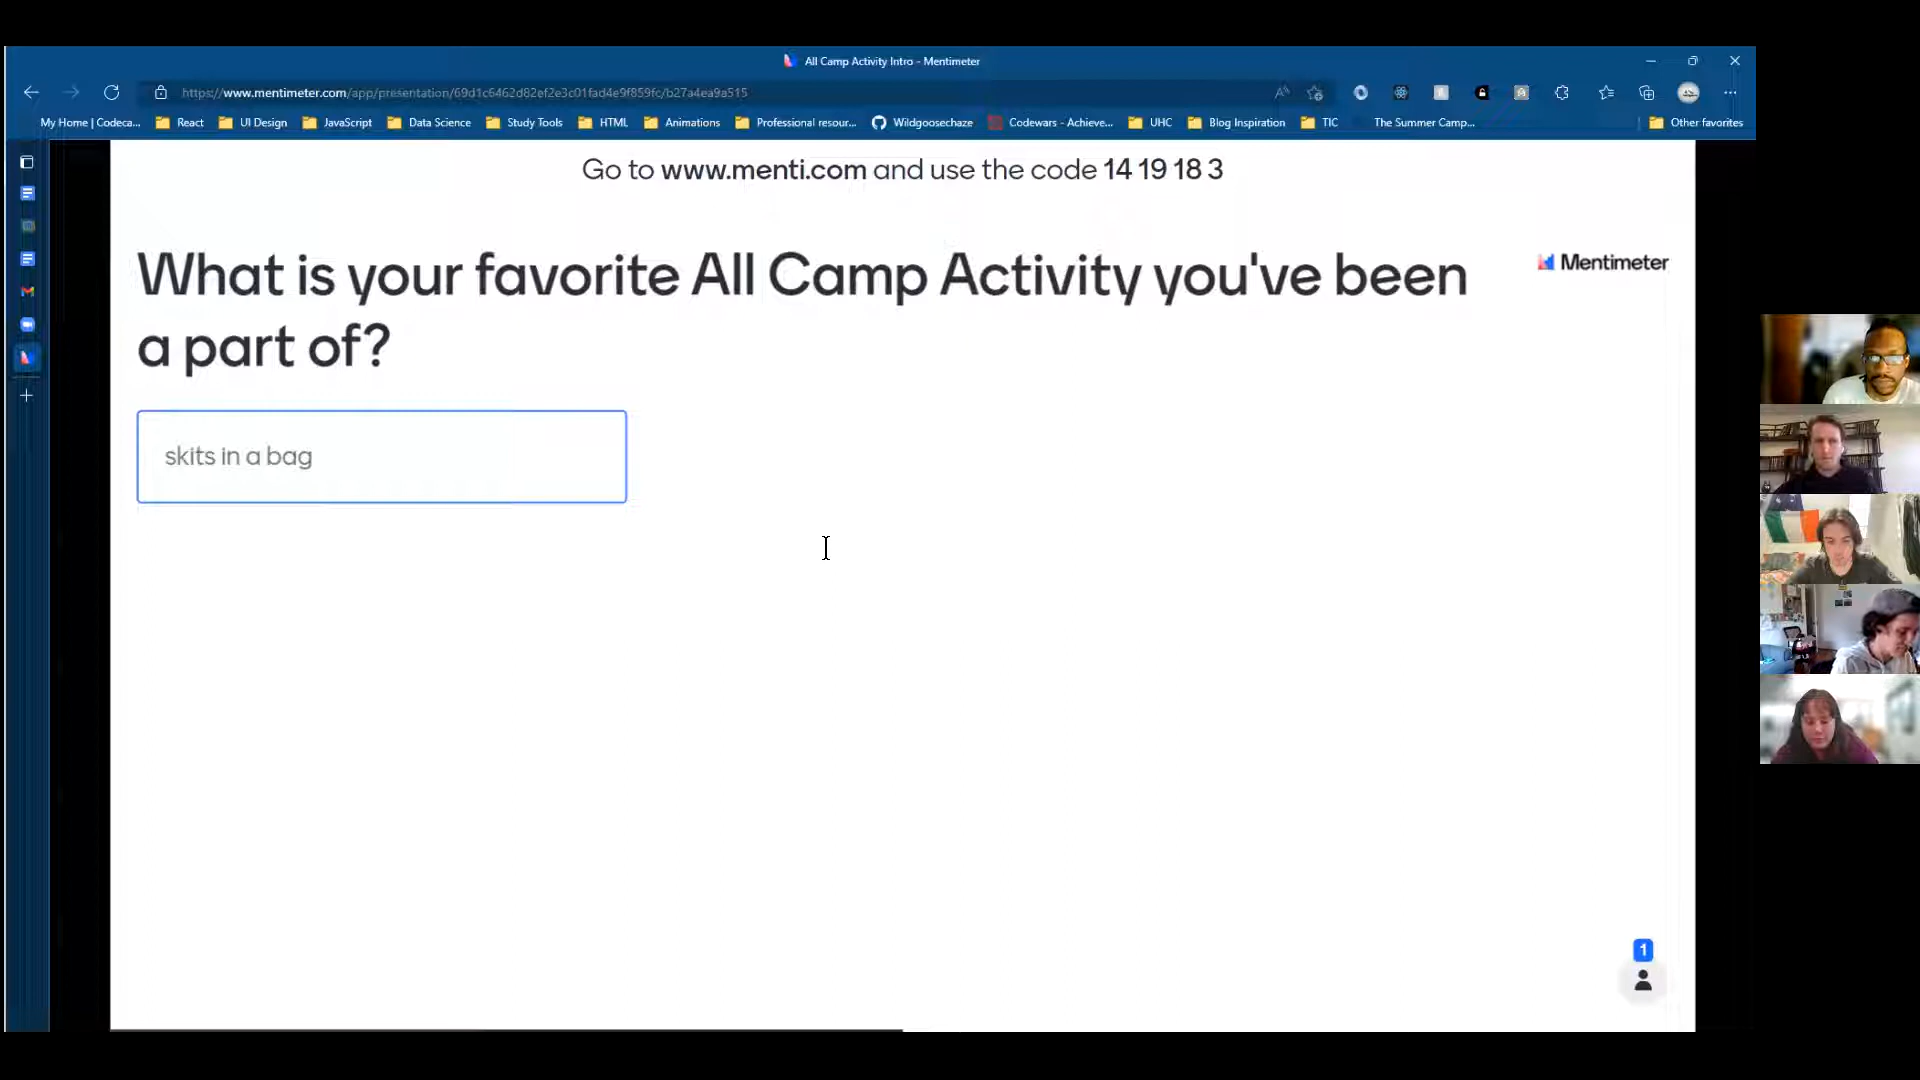 All Camp Activity Intro - Mentimeter
https://www.mentimeter.com/app/presentation/69d1c6462d82ef2e3c01fad4e9f859fc/b27a4ea9a515
My Home | Codeca... React UI Design JavaScript Data Science Study Tools HTML Animations Professional resour... Wildgoosechaze Codewars - Achieve... UHC Blog Inspiration TIC The Summer Camp... Other favorites
Go to www.menti.com and use the code 14 19 18 3
What is your favorite All Camp Activity you've been
a part of?
Mentimeter
skits in a bag
1